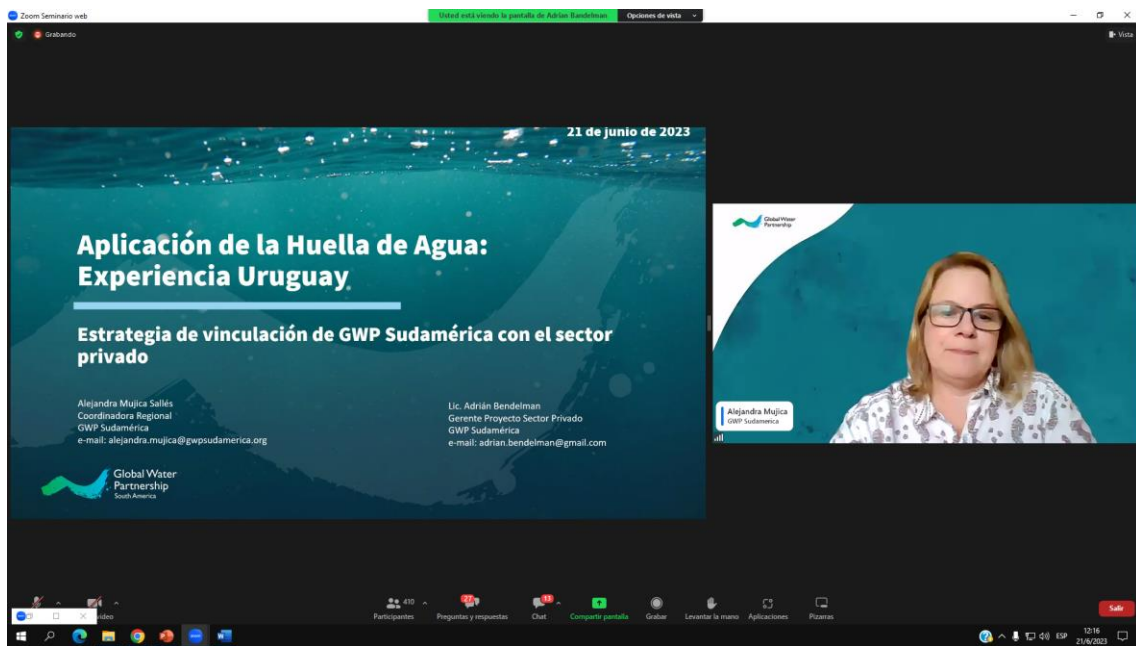 Zoom Seminario web
Usted está viendo la pantalla de Adrian Bandelman
Opciones de vista
Grabando
Vista
21 de junio de 2023
Aplicación de la Huella de Agua:
Experiencia Uruguay
Estrategia de vinculación de GWP Sudamérica con el sector
privado
Alejandra Mujica Sallés
Coordinadora Regional
GWP Sudamérica
e-mail: alejandra.mujica@gwpsudamerica.org
Lic. Adrián Bendelman
Gerente Proyecto Sector Privado
GWP Sudamérica
e-mail: adrian.bendelman@gmail.com
Global Water
Partnership
South America
Global Water
Partnership
Alejandra Mujica
GWP Sudamerica
410
27
13
Participantes
Preguntas y respuestas
Chat
Compartir pantalla
Grabar
Levantar la mano
Aplicaciones
Pizarras
Salir
ESP
12:16
21/6/2023